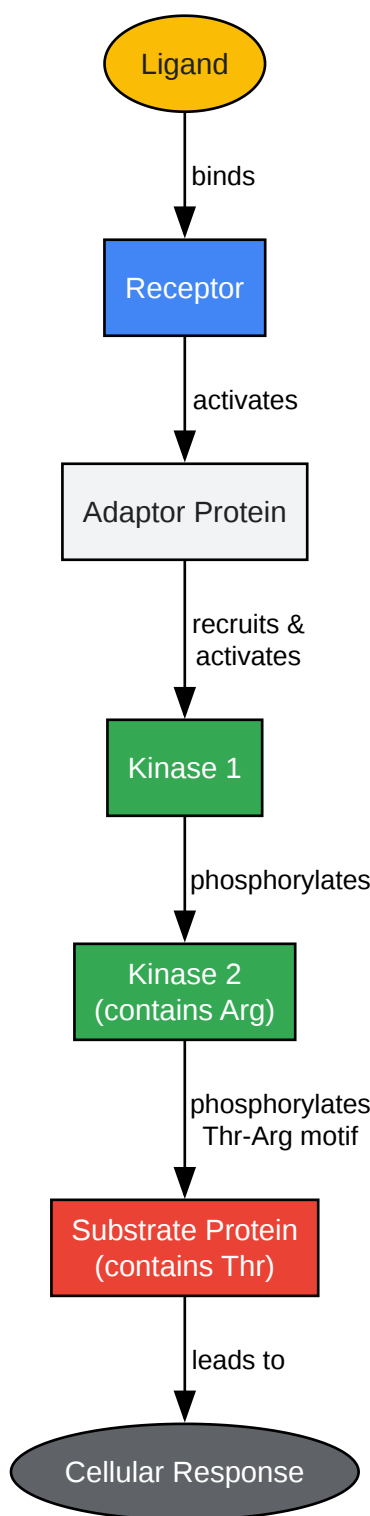 Ligand
binds
Receptor
activates
Adaptor Protein
recruits &
activates
Kinase 1
phosphorylates
Kinase 2
(contains Arg)
phosphorylates
Thr-Arg motif
Substrate Protein
(contains Thr)
leads to
Cellular Response